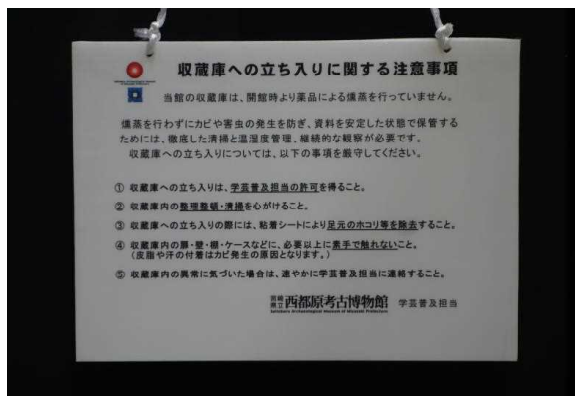 収蔵庫への立ち入りに関する注意事項
当館の収蔵庫は、開館時より薬品による燻蒸を行っていません。
燻蒸を行わずにカビや害虫の発生を防ぎ、資料を安定した状態で保管する
ためには、徹底した清掃と温湿度管理、継続的な観察が必要です。
収蔵庫への立ち入りについては、以下の事項を厳守してください。
① 収蔵庫への立ち入りは、学芸普及担当の許可を得ること。
② 収蔵庫内の整理整頓・清掃を心がけること。
③ 収蔵庫への立ち入りの際には、粘着シートにより足元のホコリ等を除去すること。
④ 収蔵庫内の扉・壁・棚・ケースなどに、必要以上に素手で触れないこと。
（皮脂や汗の付着はカビ発生の原因となります。）
⑤ 収蔵庫内の異常に気づいた場合は、速やかに学芸普及担当に連絡すること。
宮崎県立西都原考古博物館 学芸普及担当
Saitobaru Archaeological Museum of Miyazaki Prefecture